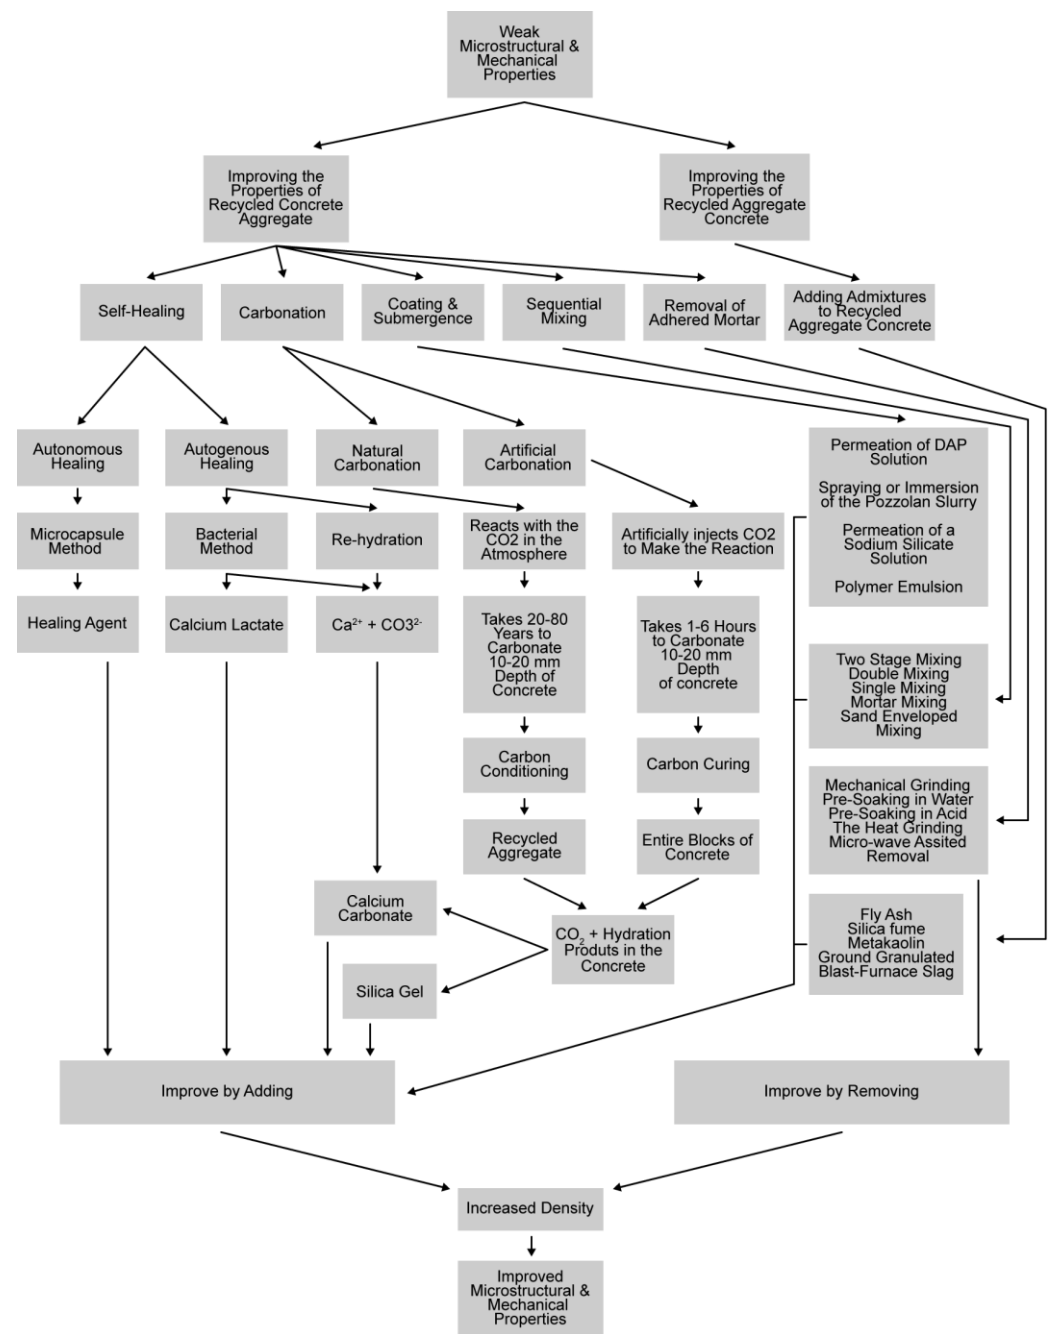 Weak
Microstructural &
Mechanical
Properties
Improving the
Properties of
Recycled Concrete
Aggregate
Improving the
Properties of
Recycled Aggregate
Concrete
Self-Healing
Carbonation
Coating &
Submergence
Sequential
Mixing
Removal of
Adhered Mortar
Adding Admixtures
to Recycled
Aggregate Concrete
Autonomous
Healing
Autogenous
Healing
Natural
Carbonation
Artificial
Carbonation
Permeation of DAP
Solution
Spraying or Immersion
of the Pozzolan Slurry
Permeation of a
Sodium Silicate
Solution
Polymer Emulsion
Microcapsule
Method
Bacterial
Method
Re-hydration
Reacts with the
CO2 in the
Atmosphere
Artificially injects CO2
to Make the Reaction
Healing Agent
Calcium Lactate
Ca²⁺ + CO3²⁻
Takes 20-80
Years to
Carbonate
10-20 mm
Depth of
Concrete
Takes 1-6 Hours
to Carbonate
10-20 mm
Depth
of concrete
Two Stage Mixing
Double Mixing
Single Mixing
Mortar Mixing
Sand Enveloped
Mixing
Carbon
Conditioning
Carbon Curing
Mechanical Grinding
Pre-Soaking in Water
Pre-Soaking in Acid
The Heat Grinding
Micro-wave Assited
Removal
Recycled
Aggregate
Entire Blocks of
Concrete
Calcium
Carbonate
CO₂ + Hydration
Produts in the
Concrete
Fly Ash
Silica fume
Metakaolin
Ground Granulated
Blast-Furnace Slag
Silica Gel
Improve by Adding
Improve by Removing
Increased Density
Improved
Microstructural &
Mechanical
Properties